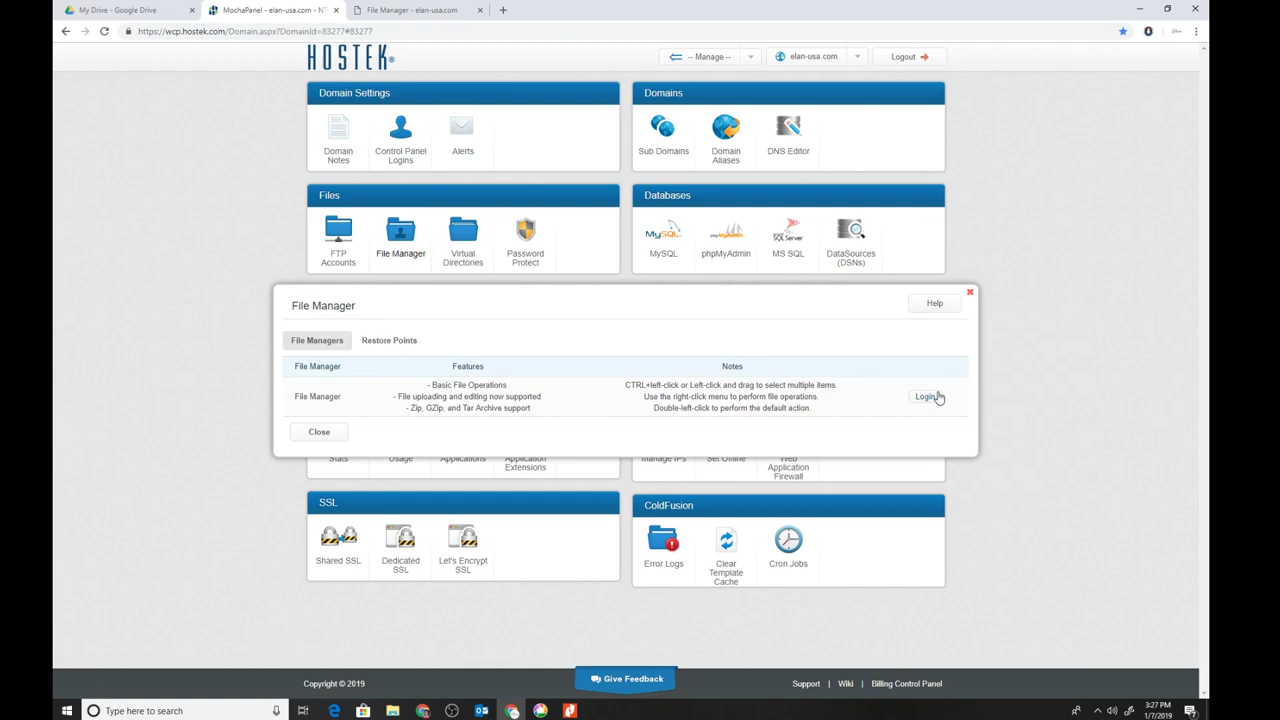 My Drive - Google Drive
MochaPanel - elan-usa.com - NT
File Manager - elan-usa.com
https://wcp.hostek.com/Domain.aspx?DomainId=83277#83277
HOSTEK®
-- Manage --
elan-usa.com
Logout
Domain Settings
Domain Notes
Control Panel Logins
Alerts
Domains
Sub Domains
Domain Aliases
DNS Editor
Files
FTP Accounts
File Manager
Virtual Directories
Password Protect
Databases
MySQL
MySQL
phpMyAdmin
phpMyAdmin
SQL Server
MS SQL
DataSources (DSNs)
File Manager
Help
File Managers
Restore Points
File Manager
Features
Notes
File Manager
- Basic File Operations
- File uploading and editing now supported
- Zip, GZip, and Tar Archive support
CTRL+left-click or Left-click and drag to select multiple items.
Use the right-click menu to perform file operations.
Double-left-click to perform the default action.
Login
Close
Stats
Usage
Applications
Application Extensions
Manage IPs
Set Offline
Web Application Firewall
SSL
Shared SSL
Dedicated SSL
Let's Encrypt SSL
ColdFusion
Error Logs
Clear Template Cache
Cron Jobs
Copyright © 2019
Give Feedback
Support | Wiki | Billing Control Panel
Type here to search
3:27 PM
1/7/2019